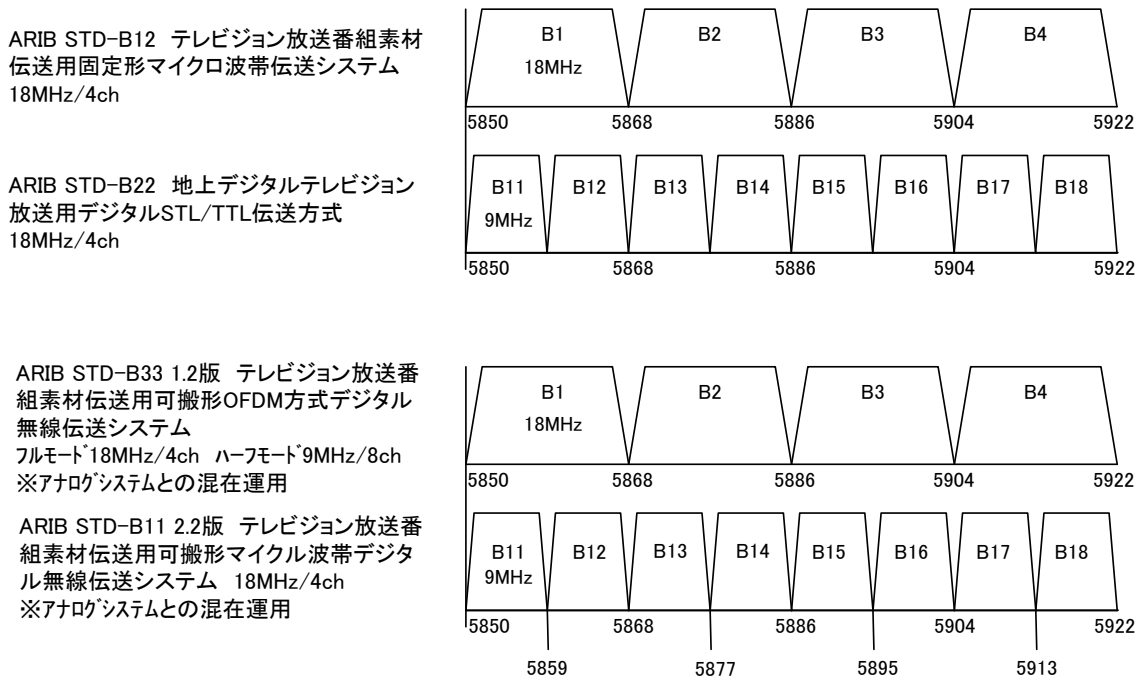 ARIB STD-B12 テレビジョン放送番組素材
伝送用固定形マイクロ波帯伝送システム
18MHz/4ch
B1
18MHz
B2
B3
B4
5850
5868
5886
5904
5922
ARIB STD-B22 地上デジタルテレビジョン
放送用デジタルSTL/TTL伝送方式
18MHz/4ch
B11
9MHz
B12
B13
B14
B15
B16
B17
B18
5850
5868
5886
5904
5922
ARIB STD-B33 1.2版 テレビジョン放送番
組素材伝送用可搬形OFDM方式デジタル
無線伝送システム
フルモード18MHz/4ch ハーフモード9MHz/8ch
※アナログシステムとの混在運用
B1
18MHz
B2
B3
B4
5850
5868
5886
5904
5922
ARIB STD-B11 2.2版 テレビジョン放送番
組素材伝送用可搬形マイクル波帯デジタ
ル無線伝送システム 18MHz/4ch
※アナログシステムとの混在運用
B11
9MHz
B12
B13
B14
B15
B16
B17
B18
5850
5868
5886
5904
5922
5859
5877
5895
5913